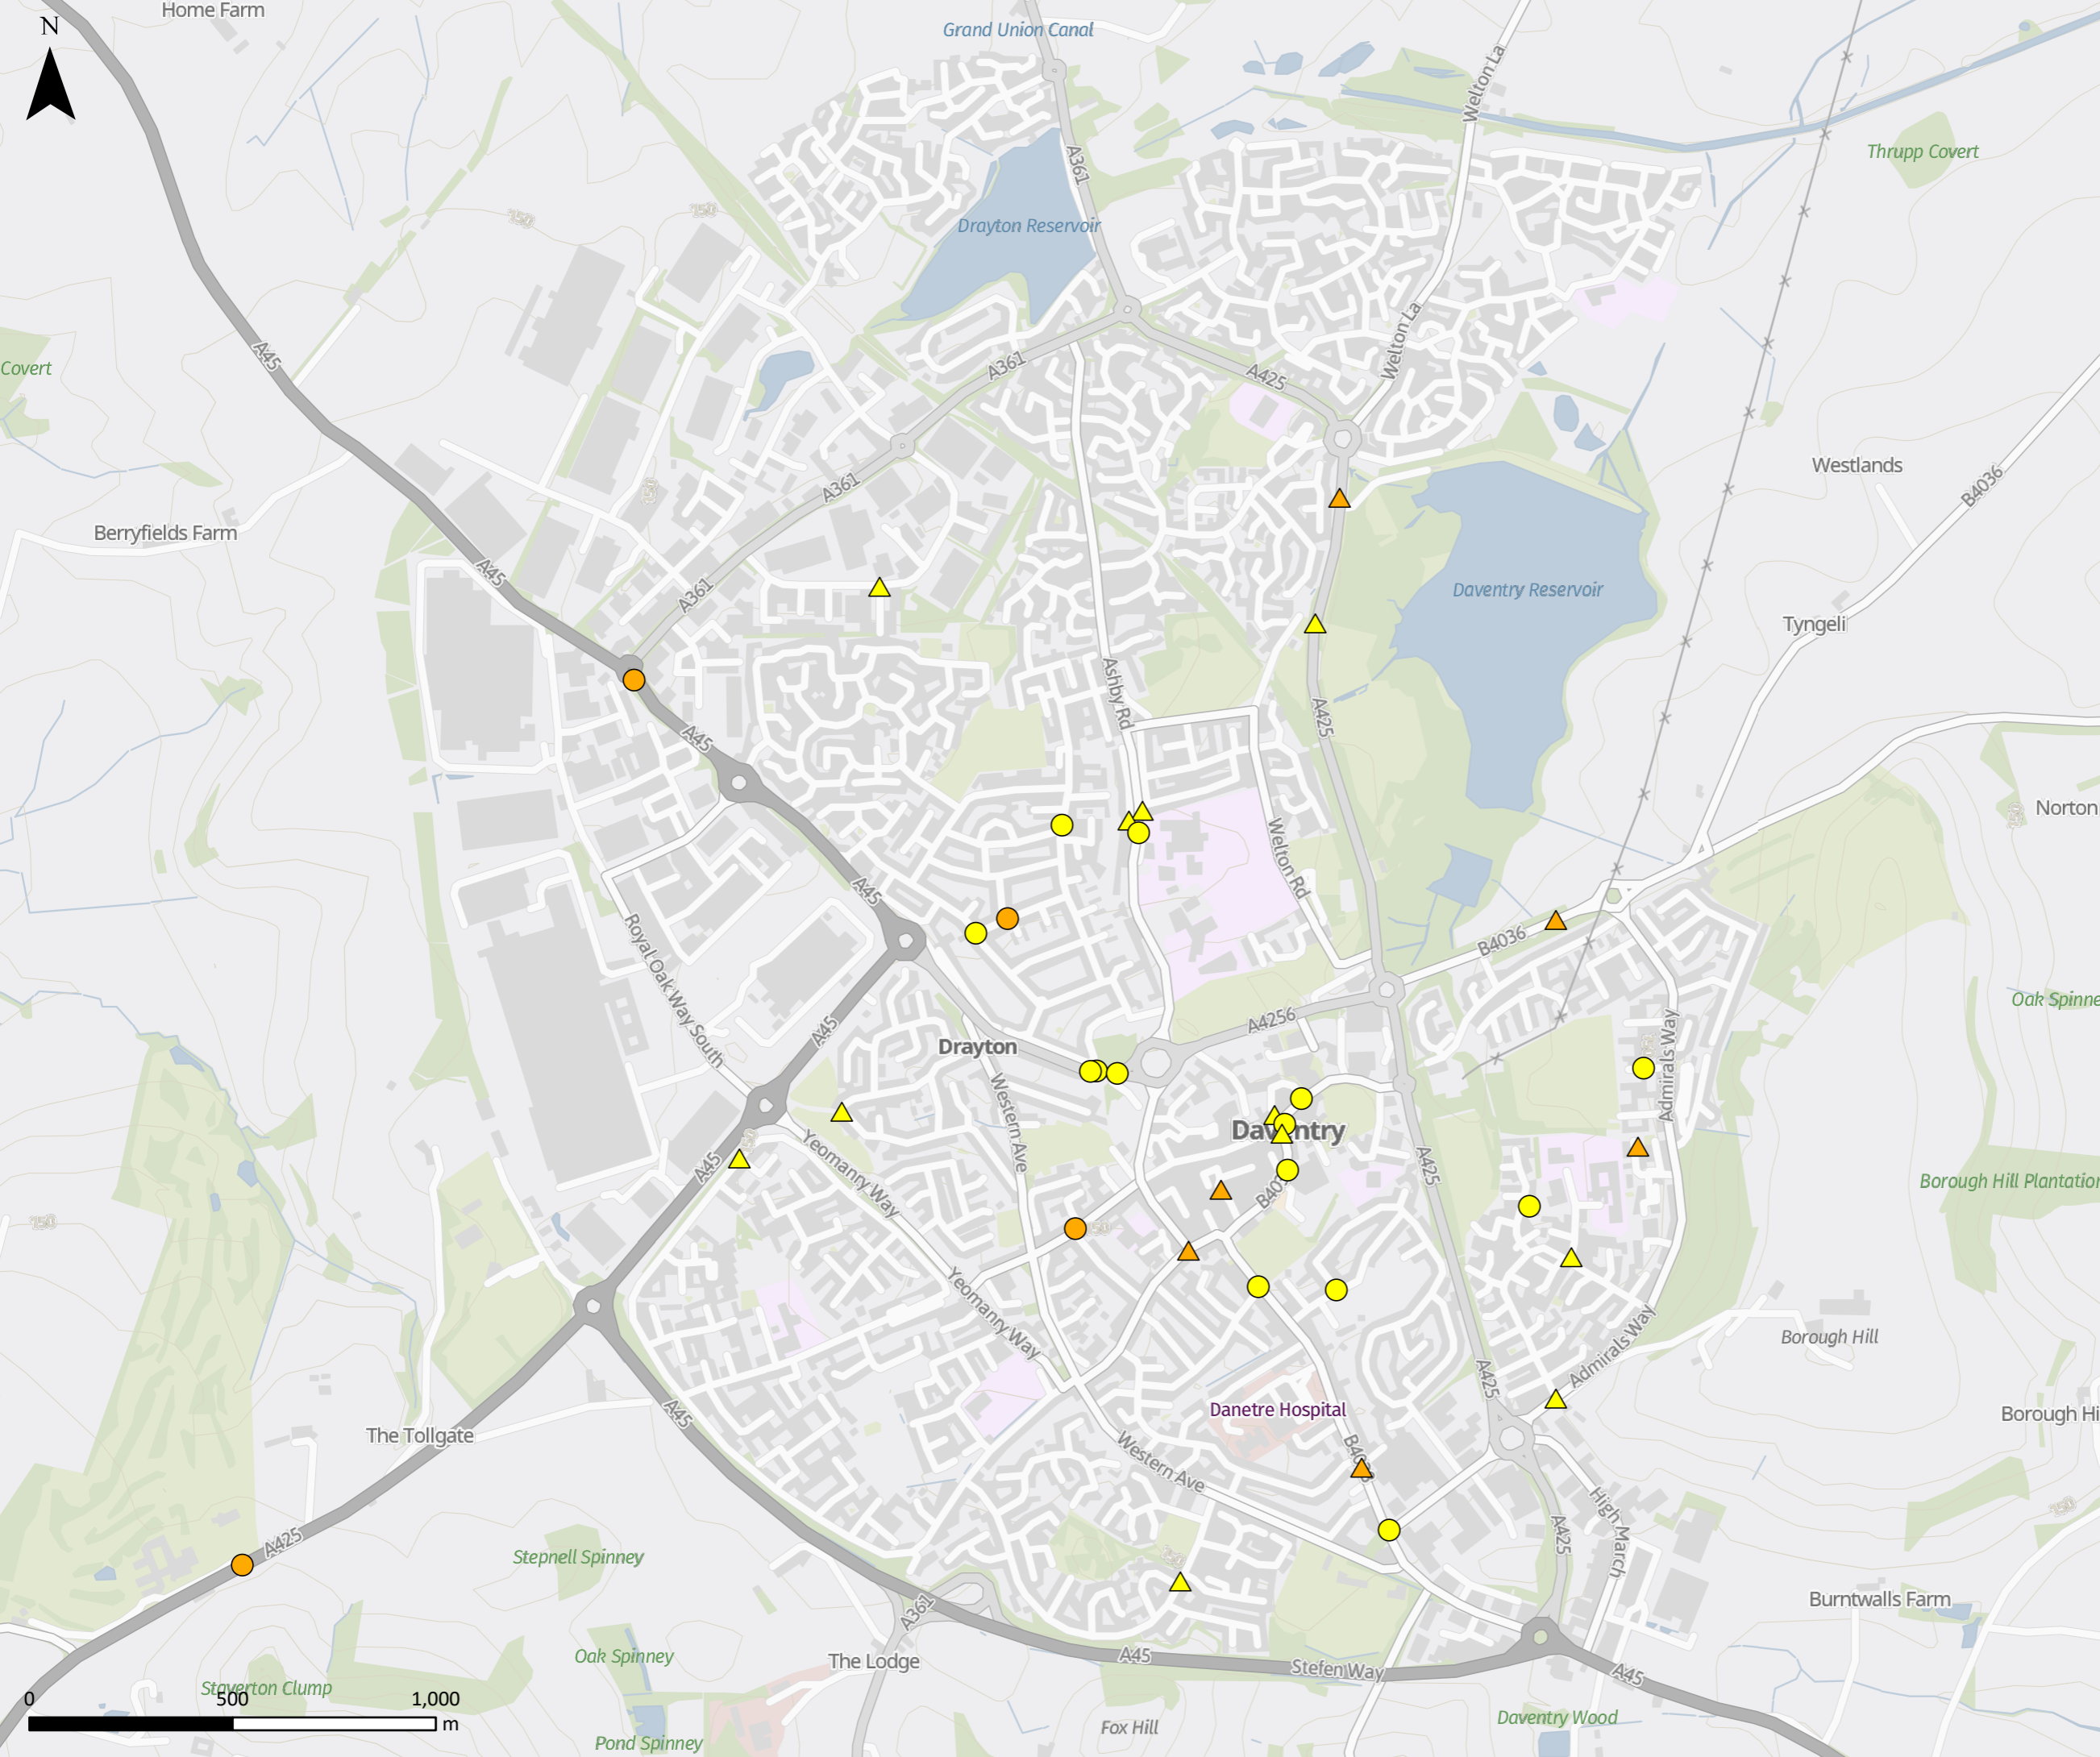 Home Farm
N
Grand Union Canal
Welton La
A361
Thrupp Covert
Drayton Reservoir
A45
Covert
A361
A425
Welton La
Westlands
B4036
A361
Berryfields Farm
A45
A361
Daventry Reservoir
Tyngeli
Ashby Rd
A425
A45
Norton
Welton Rd
A45
Royal Oak Way South
B4036
Oak Spinne
A4256
A45
Drayton
Admirals Way
Western Ave
Yeomanry Way
A45
A425
Borough Hill Plantation
Yeomanry Way
Admirals Way
Borough Hill
A425
Danetre Hospital
A45
Borough Hi
The Tollgate
Western Ave
High March
A425
A425
Stepnell Spinney
Burntwalls Farm
A361
Oak Spinney
The Lodge
A45
Stefen Way
A45
Staverton Clump
0 500 1,000
m
Daventry Wood
Fox Hill
Pond Spinney